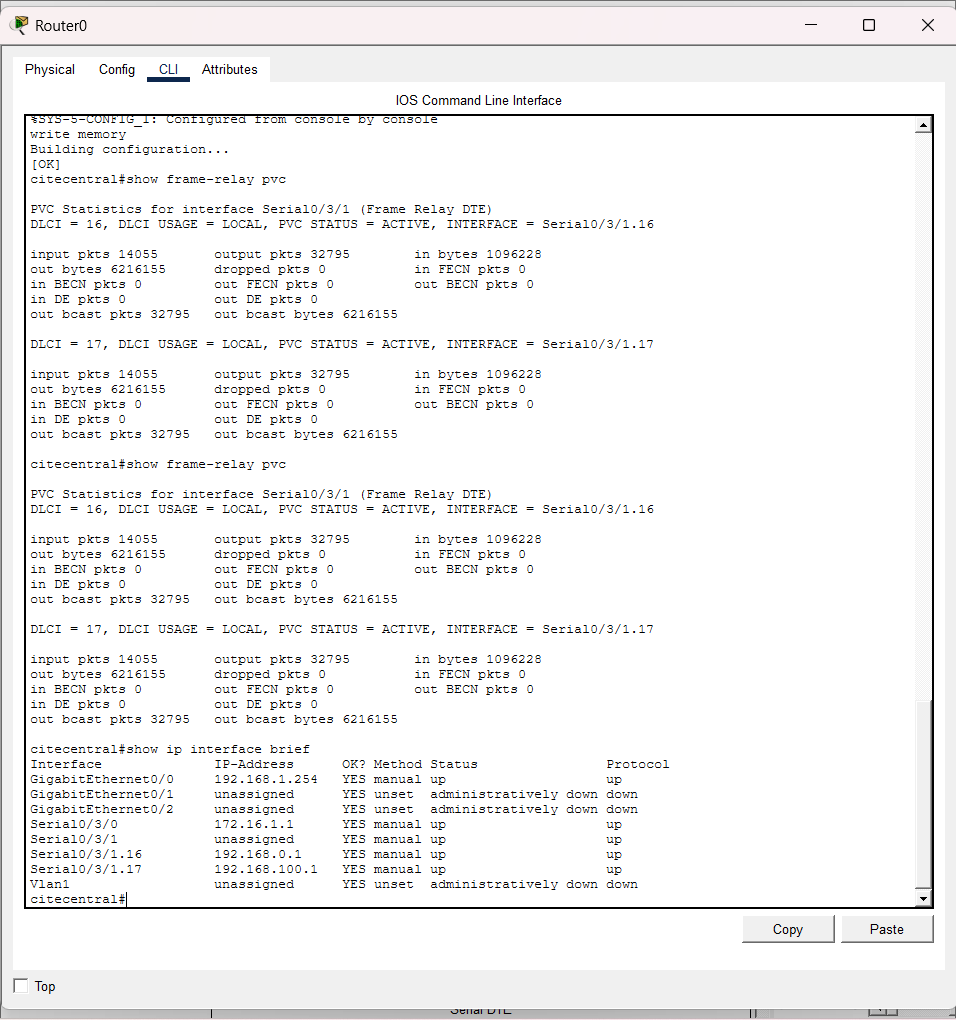 Router0
Physical Config CLI Attributes
IOS Command Line Interface
%SYS-5-CONFIG_I: Configured from console by console
write memory
Building configuration...
[OK]
citecentral#show frame-relay pvc
PVC Statistics for interface Serial0/3/1 (Frame Relay DTE)
DLCI = 16, DLCI USAGE = LOCAL, PVC STATUS = ACTIVE, INTERFACE = Serial0/3/1.16
input pkts 14055 output pkts 32795 in bytes 1096228
out bytes 6216155 dropped pkts 0 in FECN pkts 0
in BECN pkts 0 out FECN pkts 0 out BECN pkts 0
in DE pkts 0 out DE pkts 0
out bcast pkts 32795 out bcast bytes 6216155
DLCI = 17, DLCI USAGE = LOCAL, PVC STATUS = ACTIVE, INTERFACE = Serial0/3/1.17
input pkts 14055 output pkts 32795 in bytes 1096228
out bytes 6216155 dropped pkts 0 in FECN pkts 0
in BECN pkts 0 out FECN pkts 0 out BECN pkts 0
in DE pkts 0 out DE pkts 0
out bcast pkts 32795 out bcast bytes 6216155
citecentral#show frame-relay pvc
PVC Statistics for interface Serial0/3/1 (Frame Relay DTE)
DLCI = 16, DLCI USAGE = LOCAL, PVC STATUS = ACTIVE, INTERFACE = Serial0/3/1.16
input pkts 14055 output pkts 32795 in bytes 1096228
out bytes 6216155 dropped pkts 0 in FECN pkts 0
in BECN pkts 0 out FECN pkts 0 out BECN pkts 0
in DE pkts 0 out DE pkts 0
out bcast pkts 32795 out bcast bytes 6216155
DLCI = 17, DLCI USAGE = LOCAL, PVC STATUS = ACTIVE, INTERFACE = Serial0/3/1.17
input pkts 14055 output pkts 32795 in bytes 1096228
out bytes 6216155 dropped pkts 0 in FECN pkts 0
in BECN pkts 0 out FECN pkts 0 out BECN pkts 0
in DE pkts 0 out DE pkts 0
out bcast pkts 32795 out bcast bytes 6216155
citecentral#show ip interface brief
Interface IP-Address OK? Method Status Protocol
GigabitEthernet0/0 192.168.1.254 YES manual up up
GigabitEthernet0/1 unassigned YES unset administratively down down
GigabitEthernet0/2 unassigned YES unset administratively down down
Serial0/3/0 172.16.1.1 YES manual up up
Serial0/3/1 unassigned YES manual up up
Serial0/3/1.16 192.168.0.1 YES manual up up
Serial0/3/1.17 192.168.100.1 YES manual up up
Vlan1 unassigned YES unset administratively down down
citecentral#
Copy Paste
Top
Serial DTE